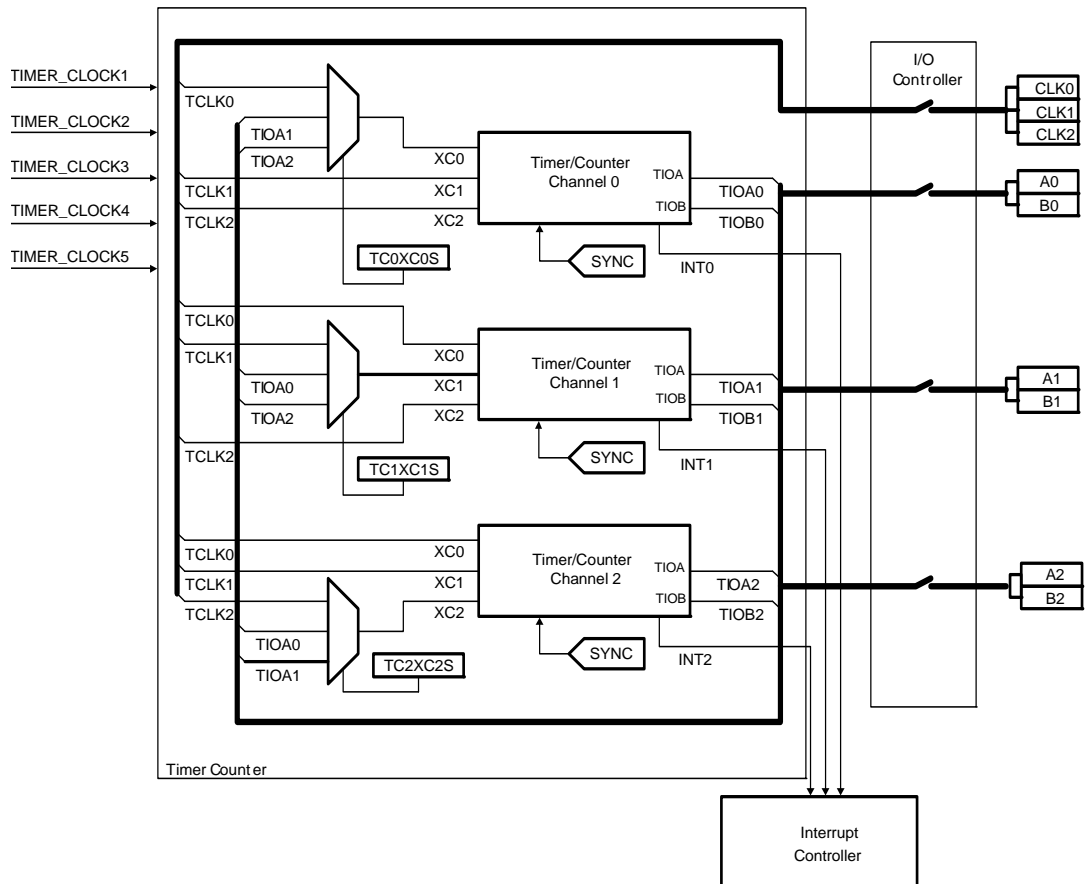 I/O
Controller
TIMER_CLOCK1
TIMER_CLOCK2
TIMER_CLOCK3
TIMER_CLOCK4
TIMER_CLOCK5
TCLK0
TIOA1
TIOA2
TCLK1
TCLK2
XC0
XC1
XC2
Timer/Counter
Channel 0
TIOA
TIOB
TIOA0
TIOB0
TC0XC0S
SYNC
INT0
CLK0
CLK1
CLK2
A0
B0
TCLK0
TCLK1
TIOA0
TIOA2
TCLK2
XC0
XC1
XC2
Timer/Counter
Channel 1
TIOA
TIOB
TIOA1
TIOB1
TC1XC1S
SYNC
INT1
A1
B1
TCLK0
TCLK1
TCLK2
TIOA0
TIOA1
XC0
XC1
XC2
Timer/Counter
Channel 2
TIOA
TIOB
TIOA2
TIOB2
TC2XC2S
SYNC
INT2
A2
B2
Timer Counter
Interrupt
Controller